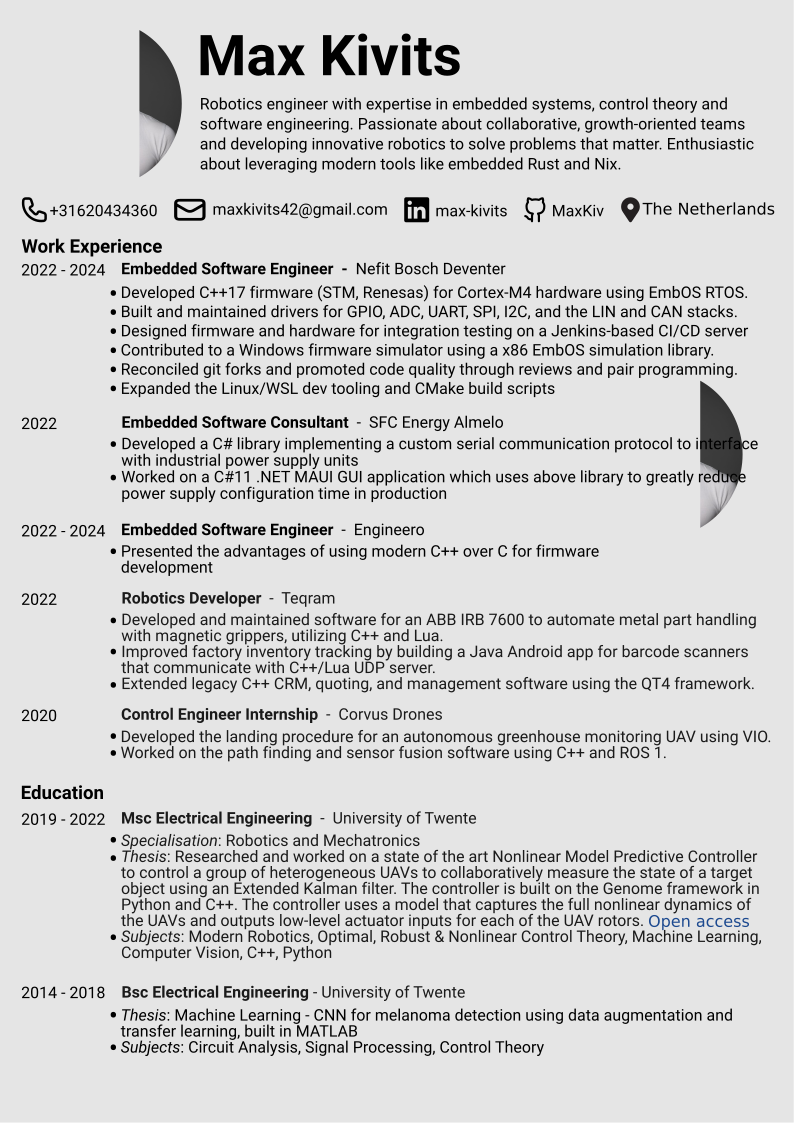 Max Kivits
Robotics engineer with expertise in embedded systems, control theory and
software engineering. Passionate about collaborative, growth-oriented teams
and developing innovative robotics to solve problems that matter. Enthusiastic
about leveraging modern tools like embedded Rust and Nix.
+31620434360 maxkivits42@gmail.com in max-kivits MaxKiv The Netherlands
Work Experience
2022 - 2024 Embedded Software Engineer - Nefit Bosch Deventer
• Developed C++17 firmware (STM, Renesas) for Cortex-M4 hardware using EmbOS RTOS.
• Built and maintained drivers for GPIO, ADC, UART, SPI, I2C, and the LIN and CAN stacks.
• Designed firmware and hardware for integration testing on a Jenkins-based CI/CD server
• Contributed to a Windows firmware simulator using a x86 EmbOS simulation library.
• Reconciled git forks and promoted code quality through reviews and pair programming.
• Expanded the Linux/WSL dev tooling and CMake build scripts
2022 Embedded Software Consultant - SFC Energy Almelo
• Developed a C# library implementing a custom serial communication protocol to interface
with industrial power supply units
• Worked on a C#11 .NET MAUI GUI application which uses above library to greatly reduce
power supply configuration time in production
2022 - 2024 Embedded Software Engineer - Engineero
• Presented the advantages of using modern C++ over C for firmware
development
2022 Robotics Developer - Teqram
• Developed and maintained software for an ABB IRB 7600 to automate metal part handling
with magnetic grippers, utilizing C++ and Lua.
• Improved factory inventory tracking by building a Java Android app for barcode scanners
that communicate with C++/Lua UDP server.
• Extended legacy C++ CRM, quoting, and management software using the QT4 framework.
2020 Control Engineer Internship - Corvus Drones
• Developed the landing procedure for an autonomous greenhouse monitoring UAV using VIO.
• Worked on the path finding and sensor fusion software using C++ and ROS 1.
Education
2019 - 2022 Msc Electrical Engineering - University of Twente
• Specialisation: Robotics and Mechatronics
• Thesis: Researched and worked on a state of the art Nonlinear Model Predictive Controller
to control a group of heterogeneous UAVs to collaboratively measure the state of a target
object using an Extended Kalman filter. The controller is built on the Genome framework in
Python and C++. The controller uses a model that captures the full nonlinear dynamics of
the UAVs and outputs low-level actuator inputs for each of the UAV rotors. Open access
• Subjects: Modern Robotics, Optimal, Robust & Nonlinear Control Theory, Machine Learning,
Computer Vision, C++, Python
2014 - 2018 Bsc Electrical Engineering - University of Twente
• Thesis: Machine Learning - CNN for melanoma detection using data augmentation and
transfer learning, built in MATLAB
• Subjects: Circuit Analysis, Signal Processing, Control Theory